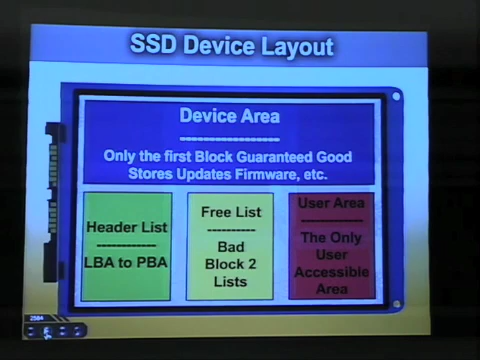 SSD Device Layout
Device Area
-----------------
Only the first Block Guaranteed Good
Stores Updates Firmware, etc.
Header List
------------
LBA to PBA
Free List
----------
Bad
Block 2
Lists
User Area
------------
The Only
User
Accessible
Area
2584